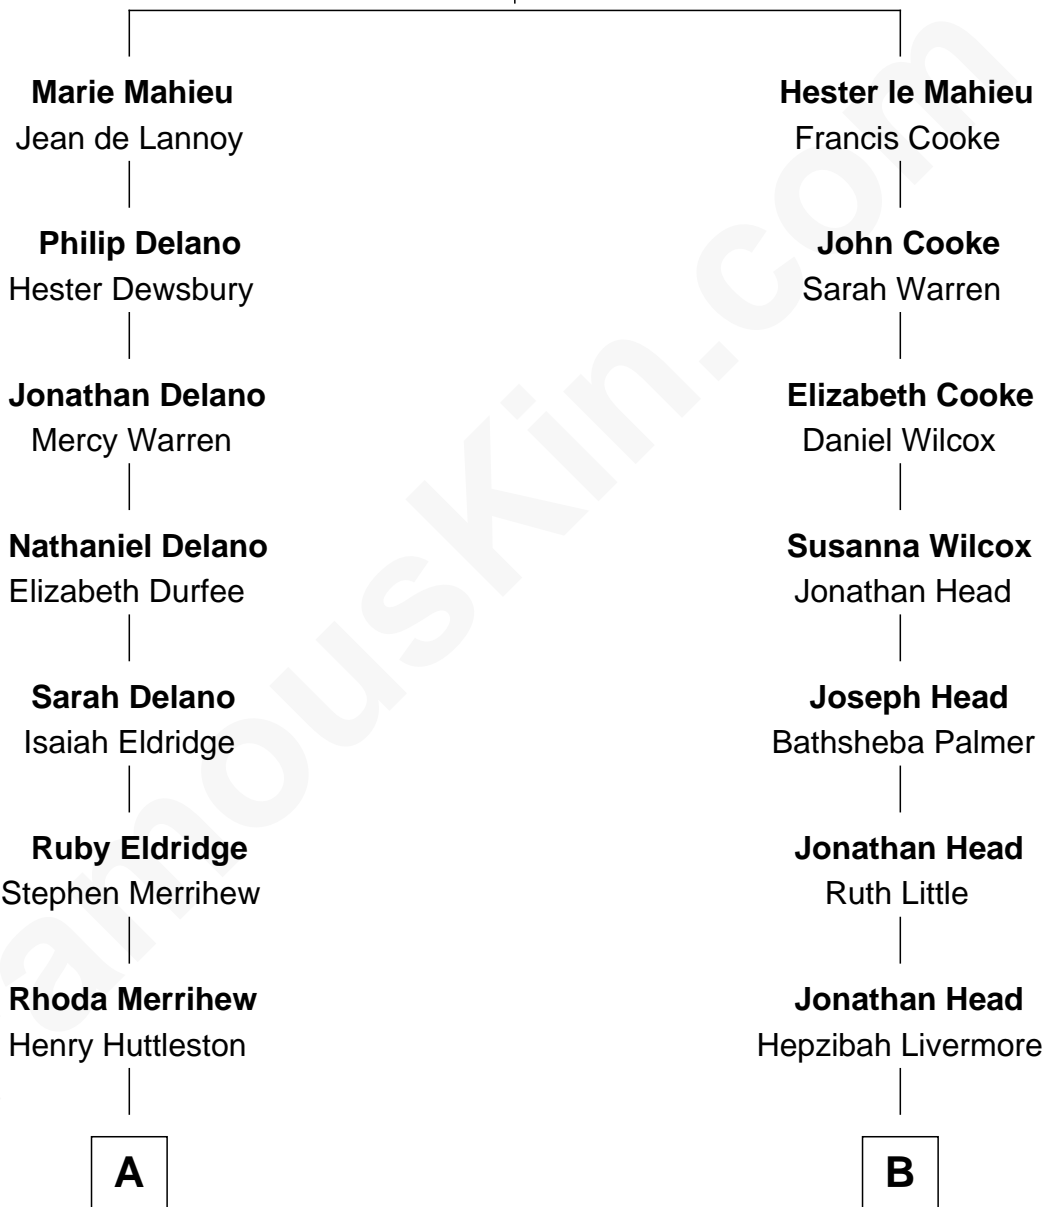 Marie Mahieu
Jean de Lannoy
Philip Delano
Hester Dewsbury
Jonathan Delano
Mercy Warren
Nathaniel Delano
Elizabeth Durfee
Sarah Delano
Isaiah Eldridge
Ruby Eldridge
Stephen Merrihew
Rhoda Merrihew
Henry Huttleston
A
Hester le Mahieu
Francis Cooke
John Cooke
Sarah Warren
Elizabeth Cooke
Daniel Wilcox
Susanna Wilcox
Jonathan Head
Joseph Head
Bathsheba Palmer
Jonathan Head
Ruth Little
Jonathan Head
Hepzibah Livermore
B
amouskin.com